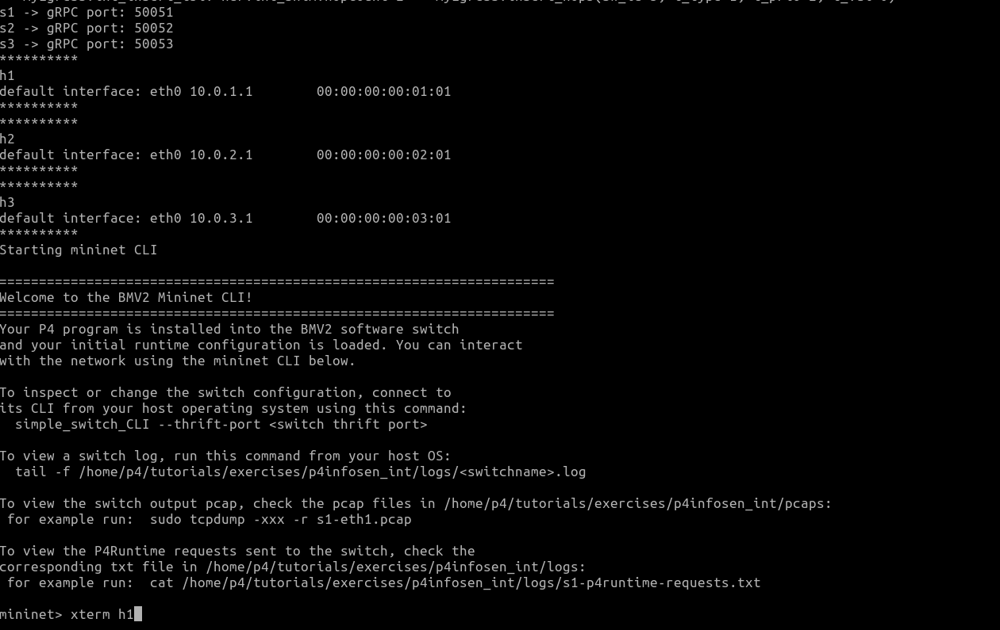 s1 -> gRPC port: 50051
s2 -> gRPC port: 50052
s3 -> gRPC port: 50053
**********
h1
default interface: eth0 10.0.1.1        00:00:00:00:01:01
**********
**********
h2
default interface: eth0 10.0.2.1        00:00:00:00:02:01
**********
**********
h3
default interface: eth0 10.0.3.1        00:00:00:00:03:01
**********
Starting mininet CLI
======================================================================
Welcome to the BMV2 Mininet CLI!
======================================================================
Your P4 program is installed into the BMV2 software switch
and your initial runtime configuration is loaded. You can interact
with the network using the mininet CLI below.
To inspect or change the switch configuration, connect to
its CLI from your host operating system using this command:
  simple_switch_CLI --thrift-port <switch thrift port>
To view a switch log, run this command from your host OS:
  tail -f /home/p4/tutorials/exercises/p4infosen_int/logs/<switchname>.log
To view the switch output pcap, check the pcap files in /home/p4/tutorials/exercises/p4infosen_int/pcaps:
 for example run:  sudo tcpdump -xxx -r s1-eth1.pcap
To view the P4Runtime requests sent to the switch, check the
corresponding txt file in /home/p4/tutorials/exercises/p4infosen_int/logs:
 for example run:  cat /home/p4/tutorials/exercises/p4infosen_int/logs/s1-p4runtime-requests.txt
mininet> xterm h1